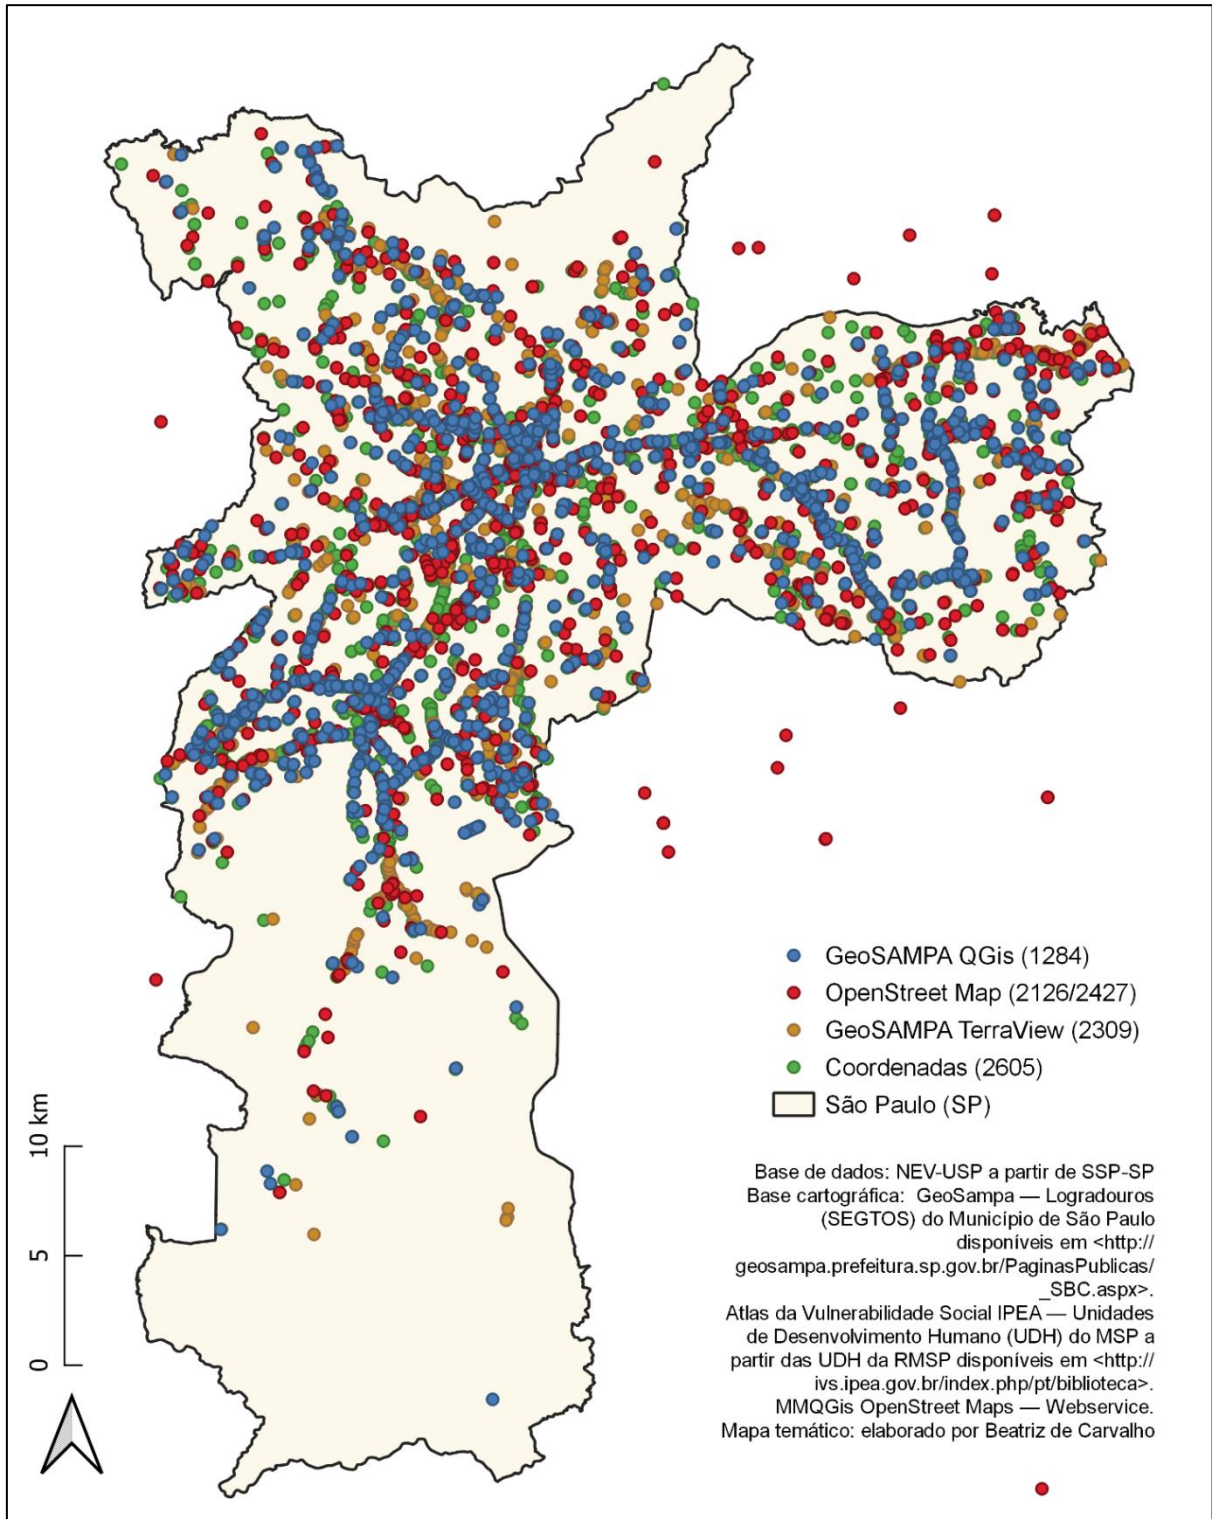 GeoSAMPA QGis (1284)
OpenStreet Map (2126/2427)
GeoSAMPA TerraView (2309)
Coordenadas (2605)
São Paulo (SP)
10 km
5
0
Base de dados: NEV-USP a partir de SSP-SP
Base cartográfica: GeoSampa — Logradouros
(SEGTOS) do Município de São Paulo
disponíveis em <http://
geosampa.prefeitura.sp.gov.br/PaginasPublicas/
_SBC.aspx>.
Atlas da Vulnerabilidade Social IPEA — Unidades
de Desenvolvimento Humano (UDH) do MSP a
partir das UDH da RMSP disponíveis em <http://
ivs.ipea.gov.br/index.php/pt/biblioteca>.
MMQGis OpenStreet Maps — Webservice.
Mapa temático: elaborado por Beatriz de Carvalho